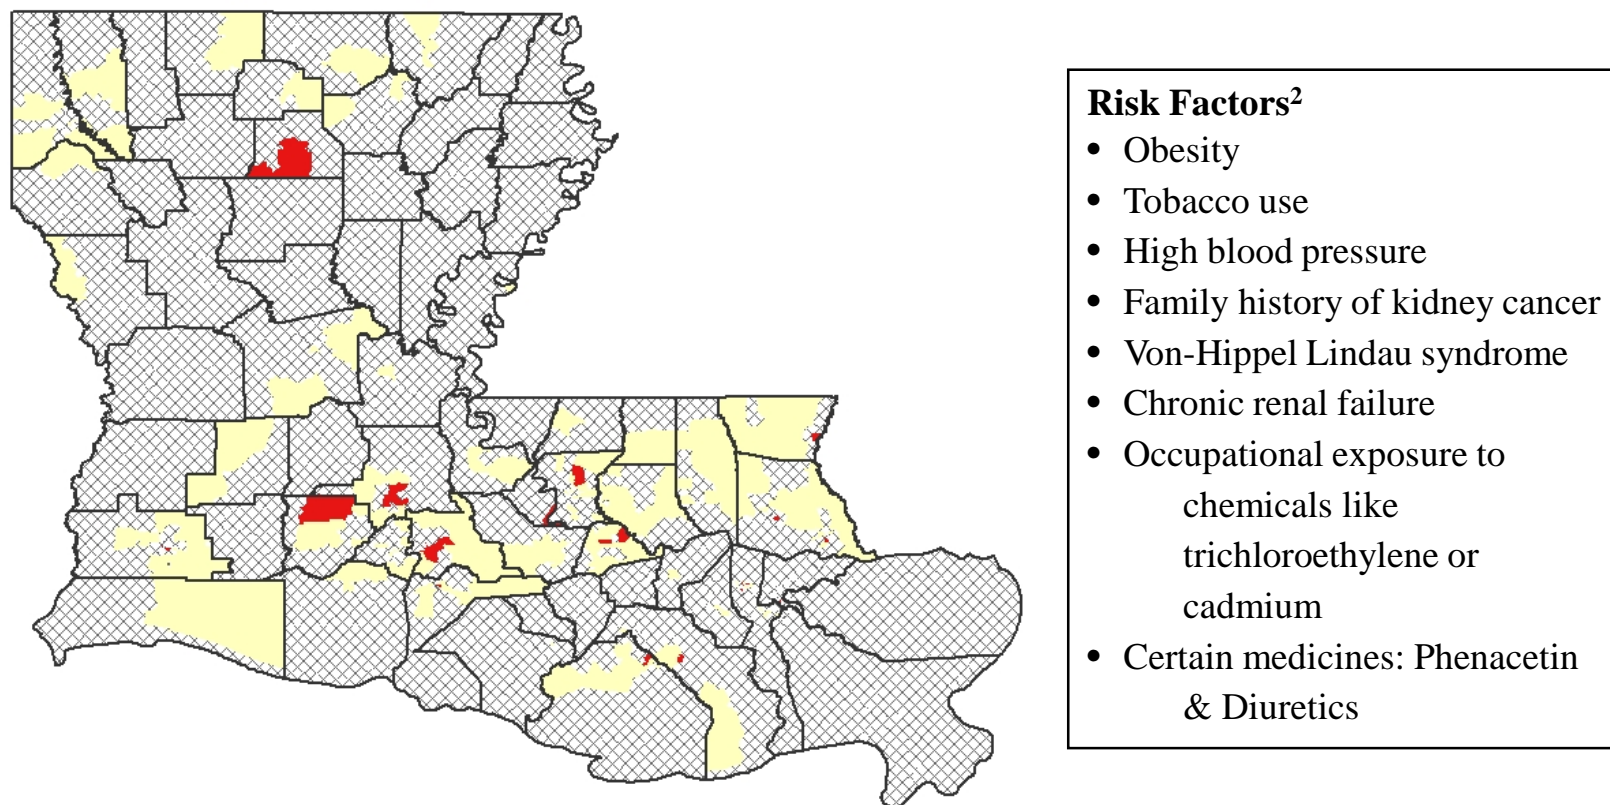 Risk Factors²
• Obesity
• Tobacco use
• High blood pressure
• Family history of kidney cancer
• Von-Hippel Lindau syndrome
• Chronic renal failure
• Occupational exposure to
chemicals like
trichloroethylene or
cadmium
• Certain medicines: Phenacetin
& Diuretics